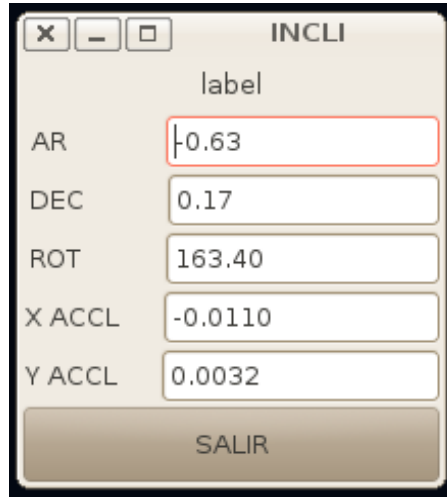 INCLI
label
AR -0.63
DEC 0.17
ROT 163.40
X ACCL -0.0110
Y ACCL 0.0032
SALIR